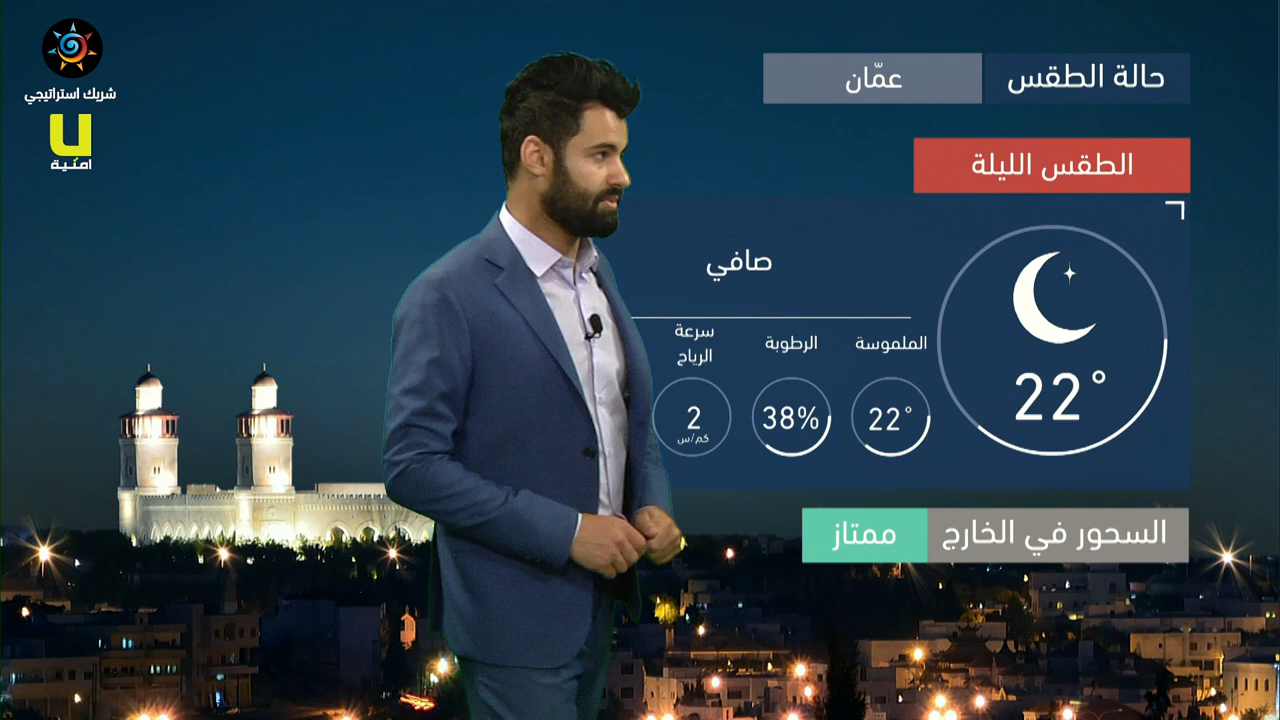 شريك استراتيجي
U
امنية
حالة الطقس
عمّان
الطقس الليلة
صافي
22°
الملموسة
22°
الرطوبة
38%
سرعة
الرياح
2
كم/س
السحور في الخارج
ممتاز